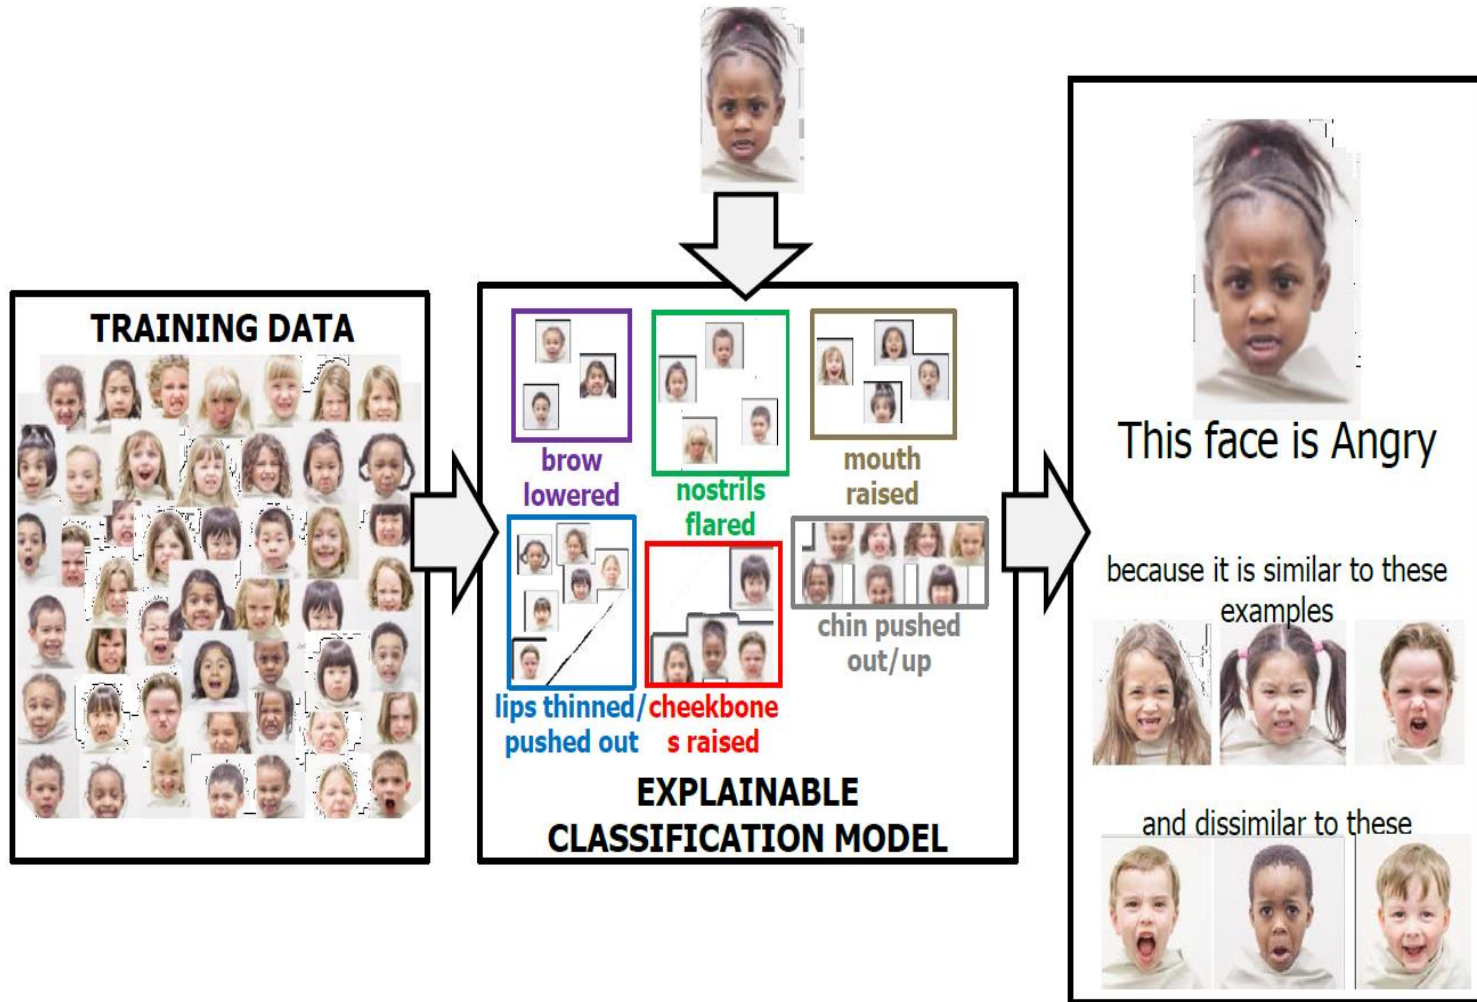 TRAINING DATA
brow
lowered
nostrils
flared
mouth
raised
lips thinned/
pushed out
cheekbone
s raised
chin pushed
out/up
EXPLAINABLE
CLASSIFICATION MODEL
This face is Angry
because it is similar to these
examples
and dissimilar to these